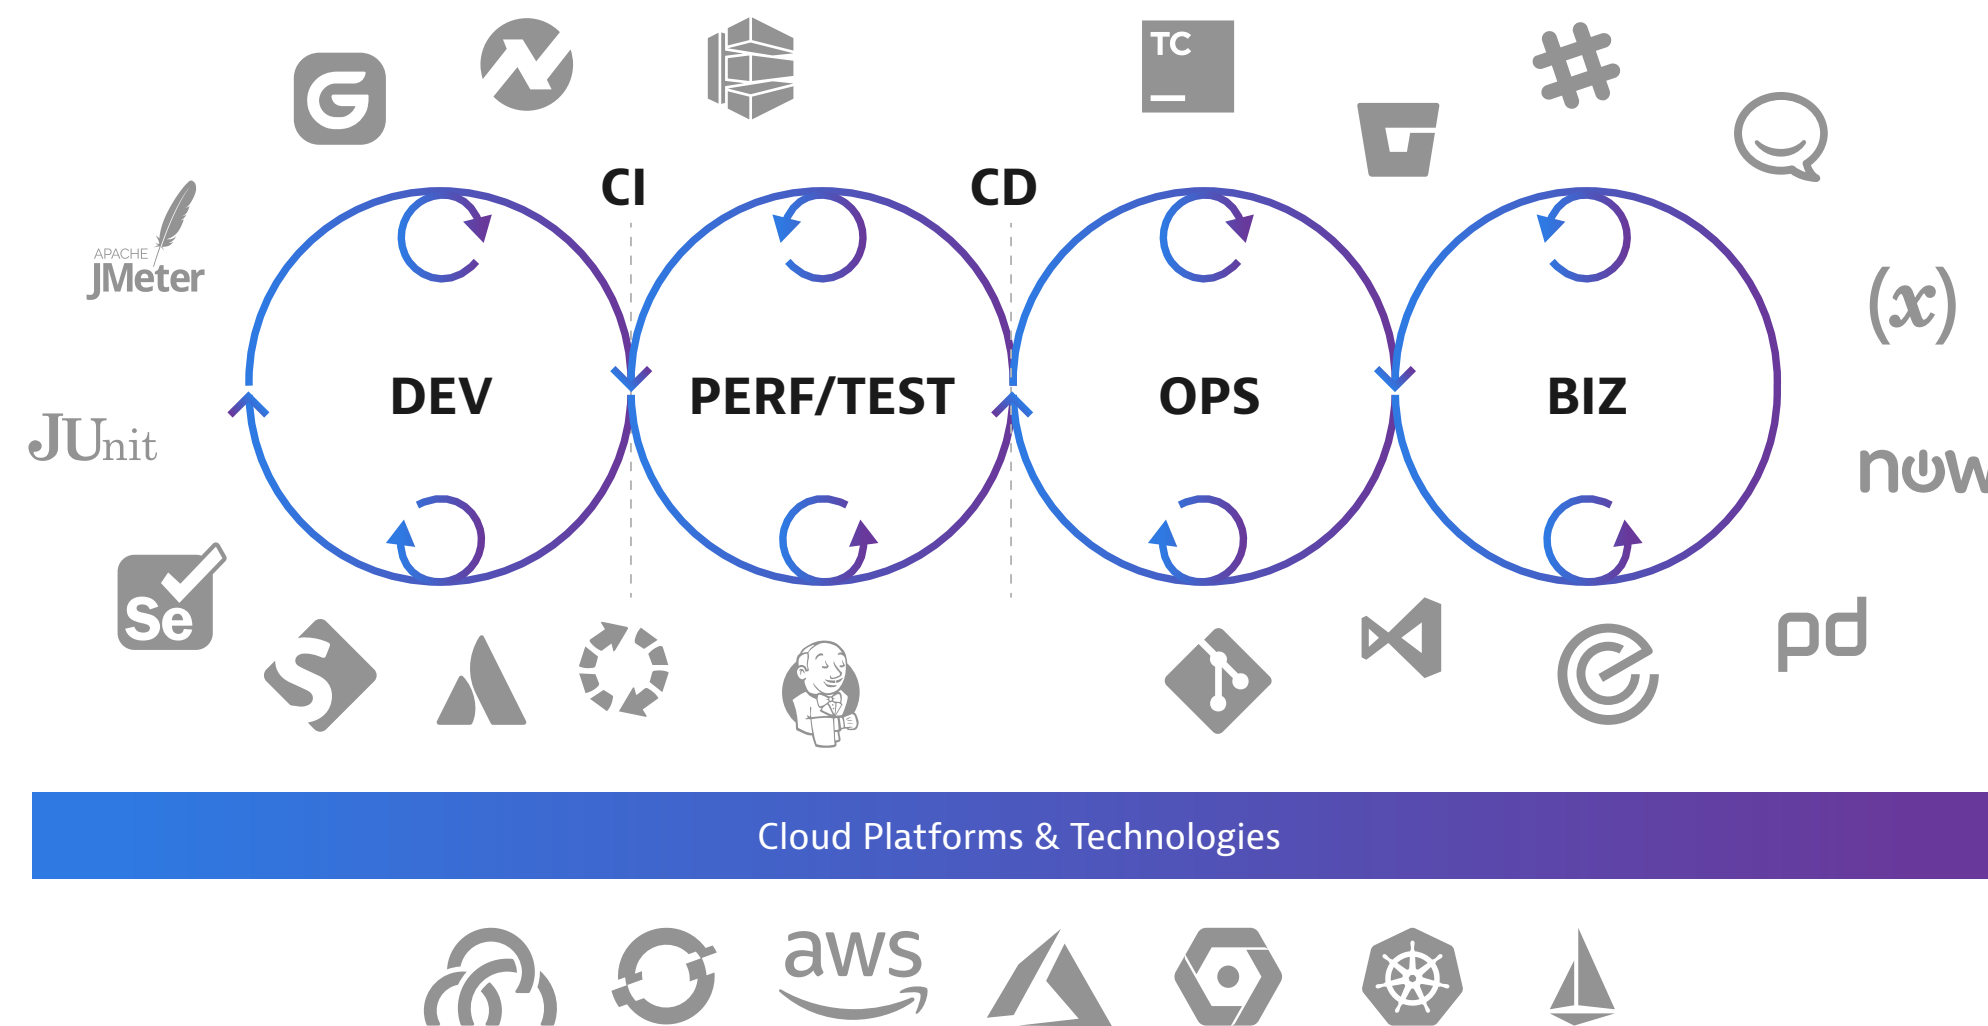 TC
CI
CD
APACHE
JMeter
(x)
DEV
PERF/TEST
OPS
BIZ
JUnit
now
Se
pd
Cloud Platforms & Technologies
aws